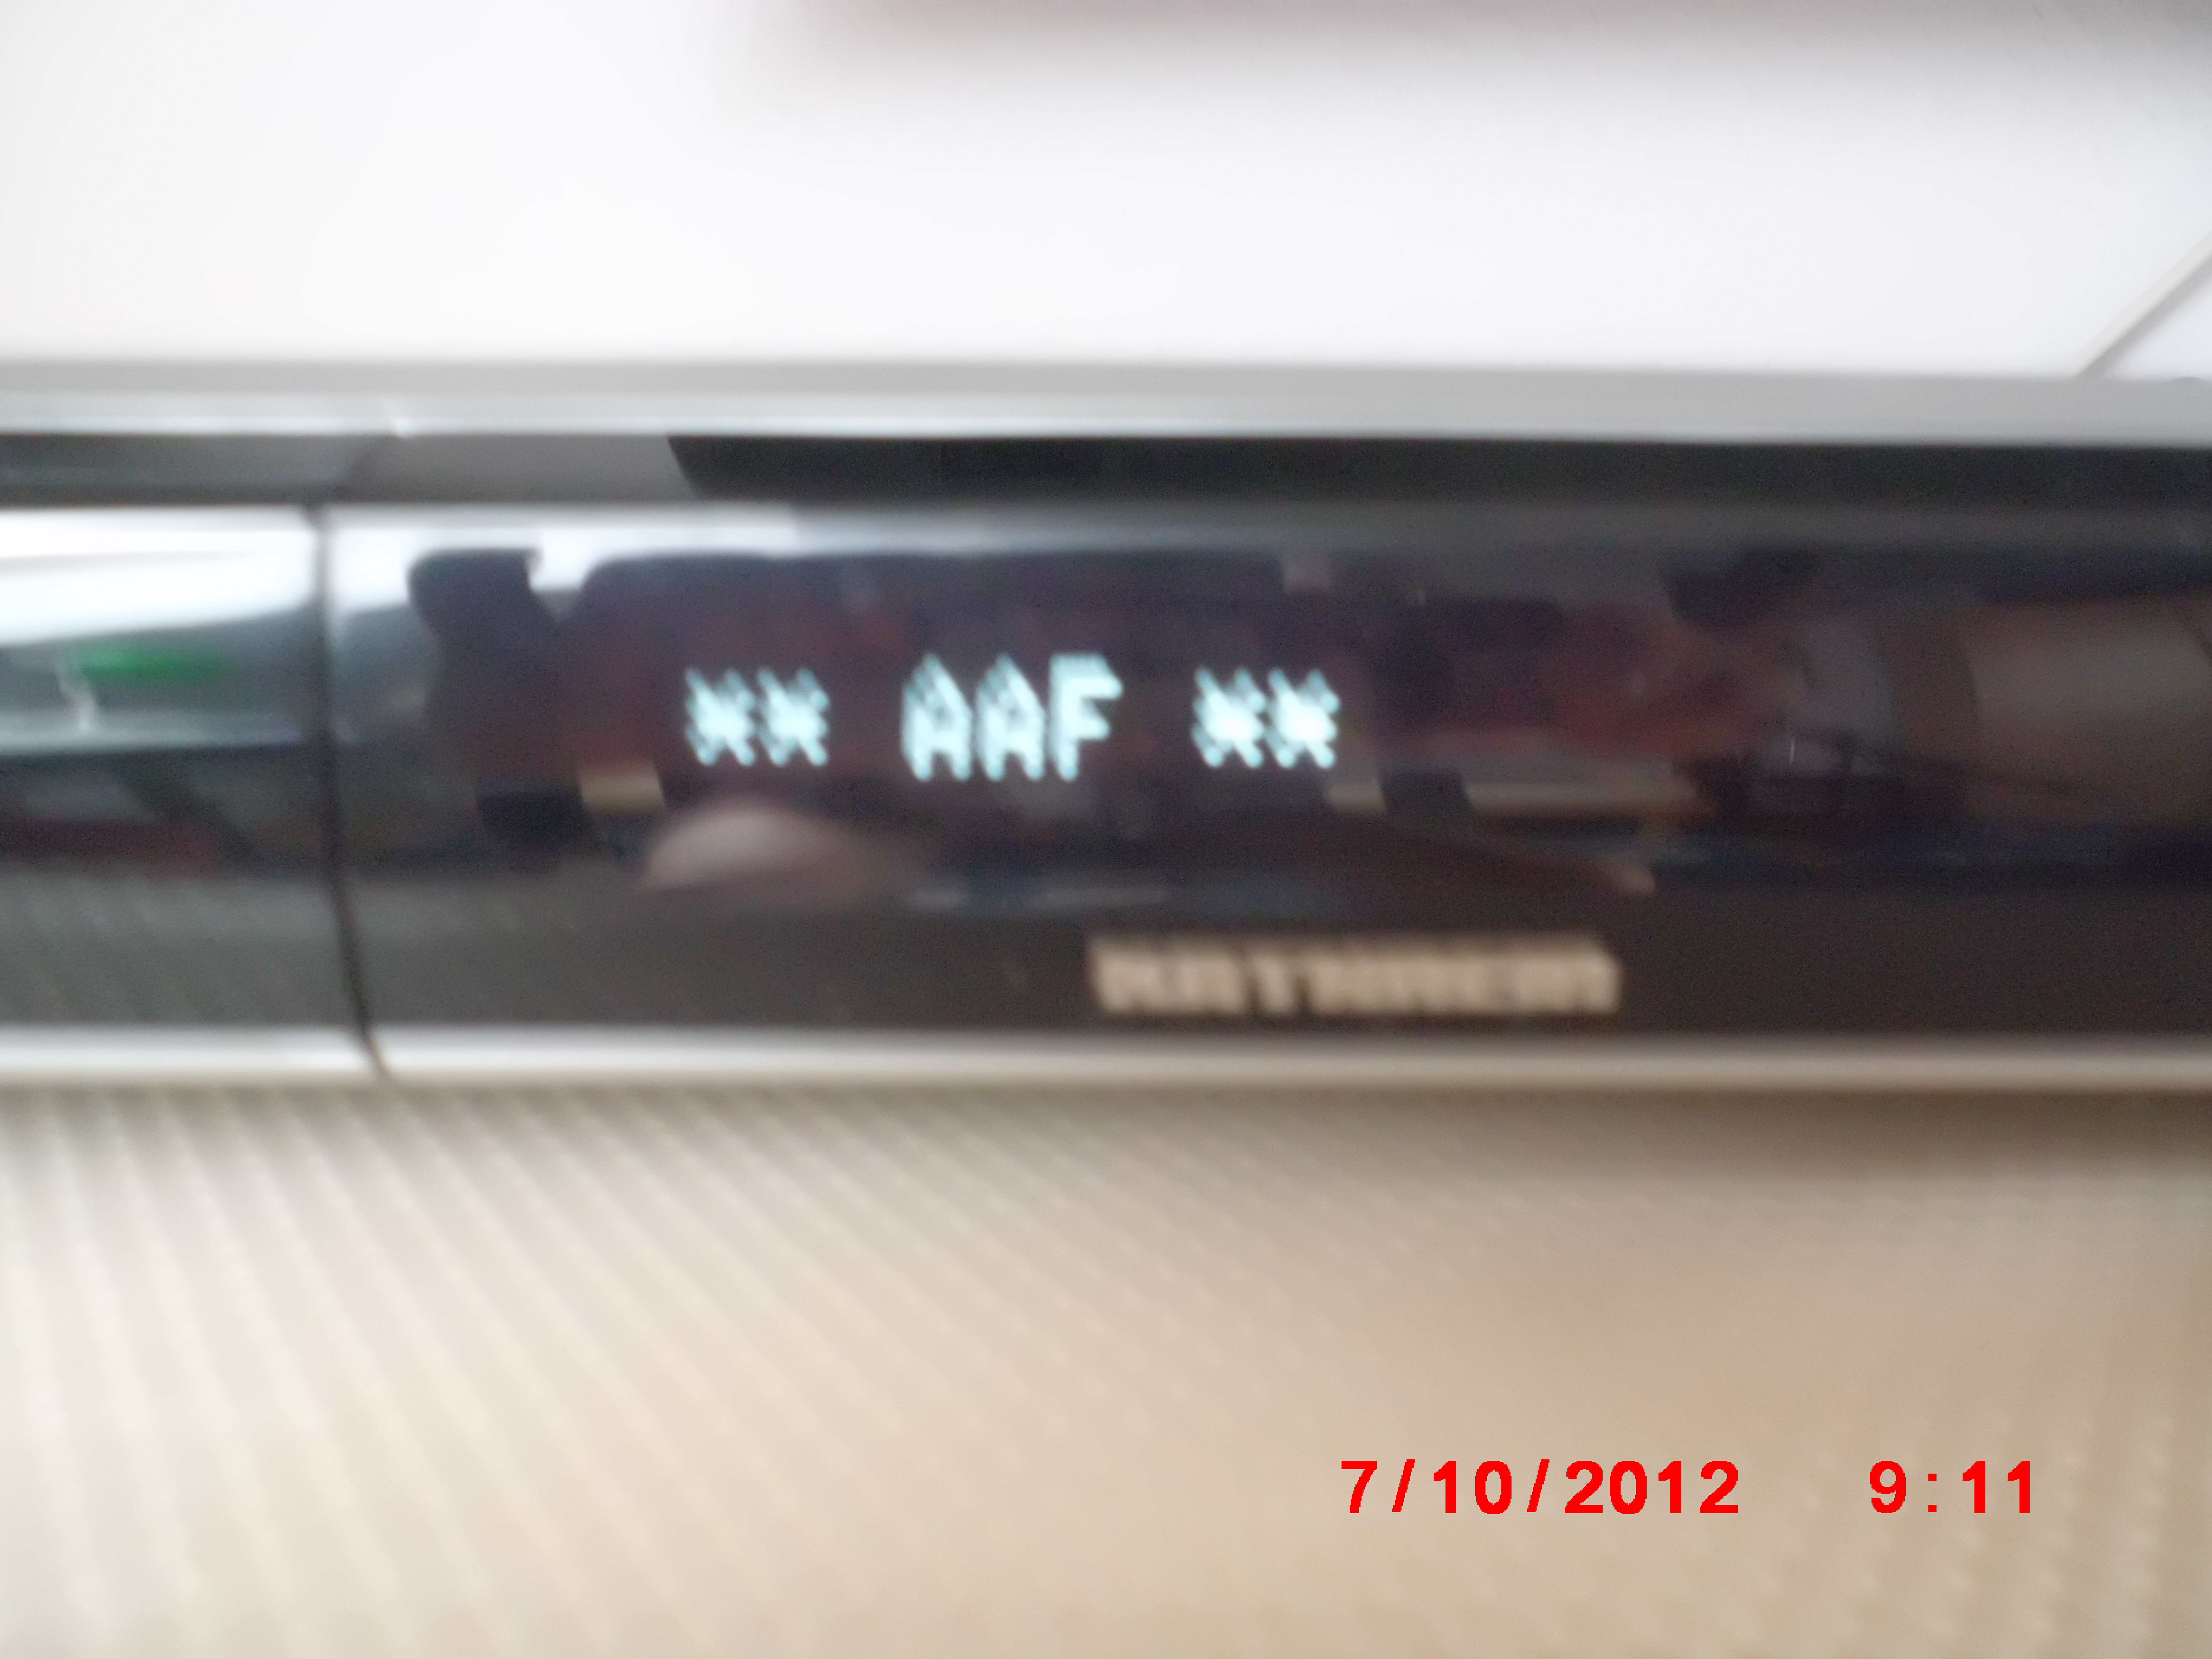 ** AAF **
KATHREIN
7/10/2012 9:11